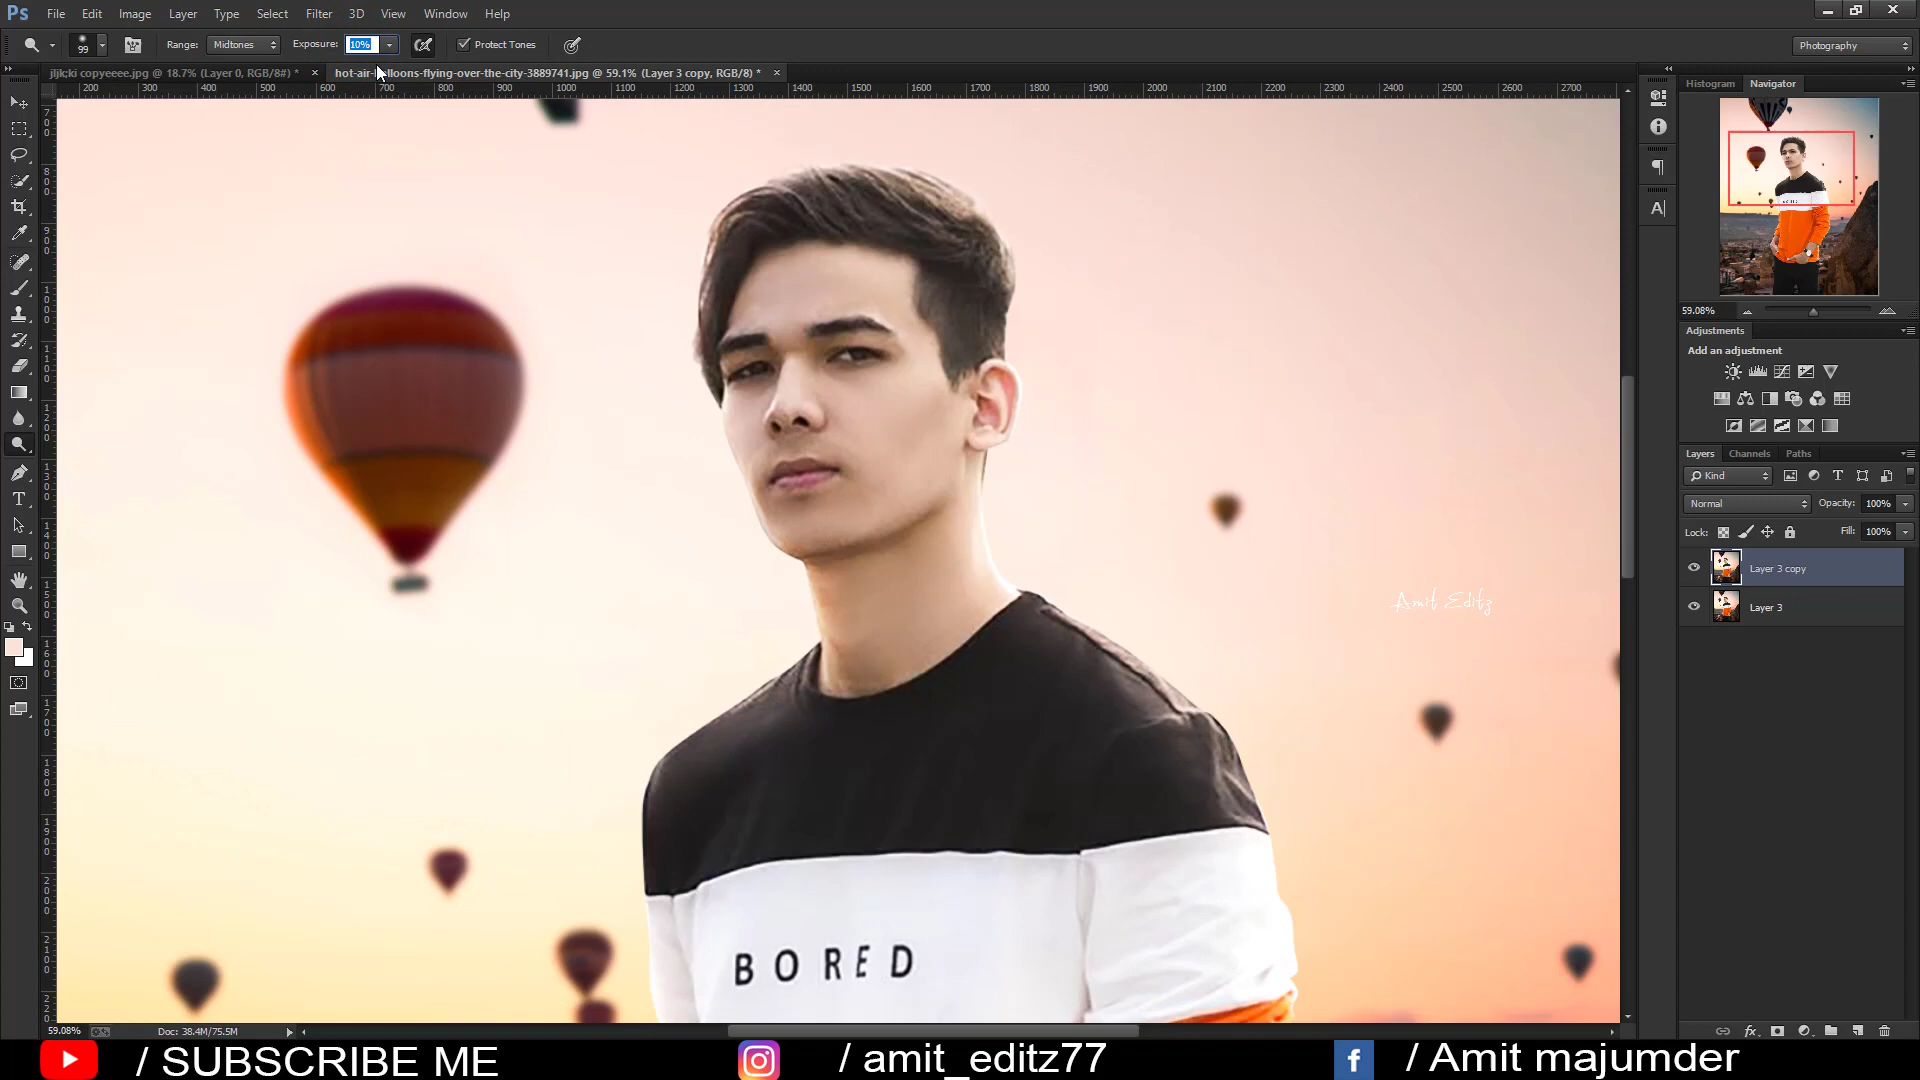 Ps File Edit Image Layer Type Select Filter 3D View Window Help
99 Range: Midtones Exposure: 10% Protect Tones Photography
jljk;ki copyeeee.jpg @ 18.7% (Layer 0, RGB/8#) * × hot-air-balloons-flying-over-the-city-3889741.jpg @ 59.1% (Layer 3 copy, RGB/8) * ×
200 300 400 500 600 700 800 900 1000 1100 1200 1300 1400 1500 1600 1700 1800 1900 2000 2100 2200 2300 2400 2500 2600 2700
Histogram Navigator
59.08%
Adjustments
Add an adjustment
Layers Channels Paths
Kind
Normal Opacity: 100%
Lock: Fill: 100%
Layer 3 copy
Layer 3
Amit Editz
BORED
59.08% Doc: 38.4M/75.5M
/ SUBSCRIBE ME / amit_editz77 / Amit majumder